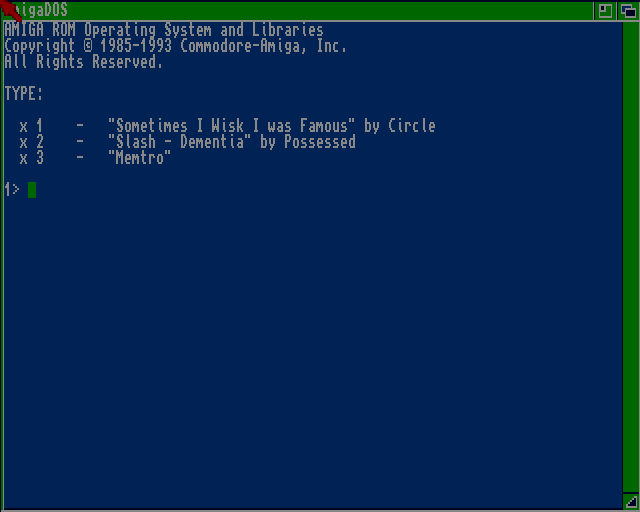 AmigaDOS
AMIGA ROM Operating System and Libraries
Copyright © 1985-1993 Commodore-Amiga, Inc.
All Rights Reserved.
TYPE:
x 1 - "Sometimes I Wisk I was Famous" by Circle
x 2 - "Slash - Dementia" by Possessed
x 3 - "Memtro"
1>